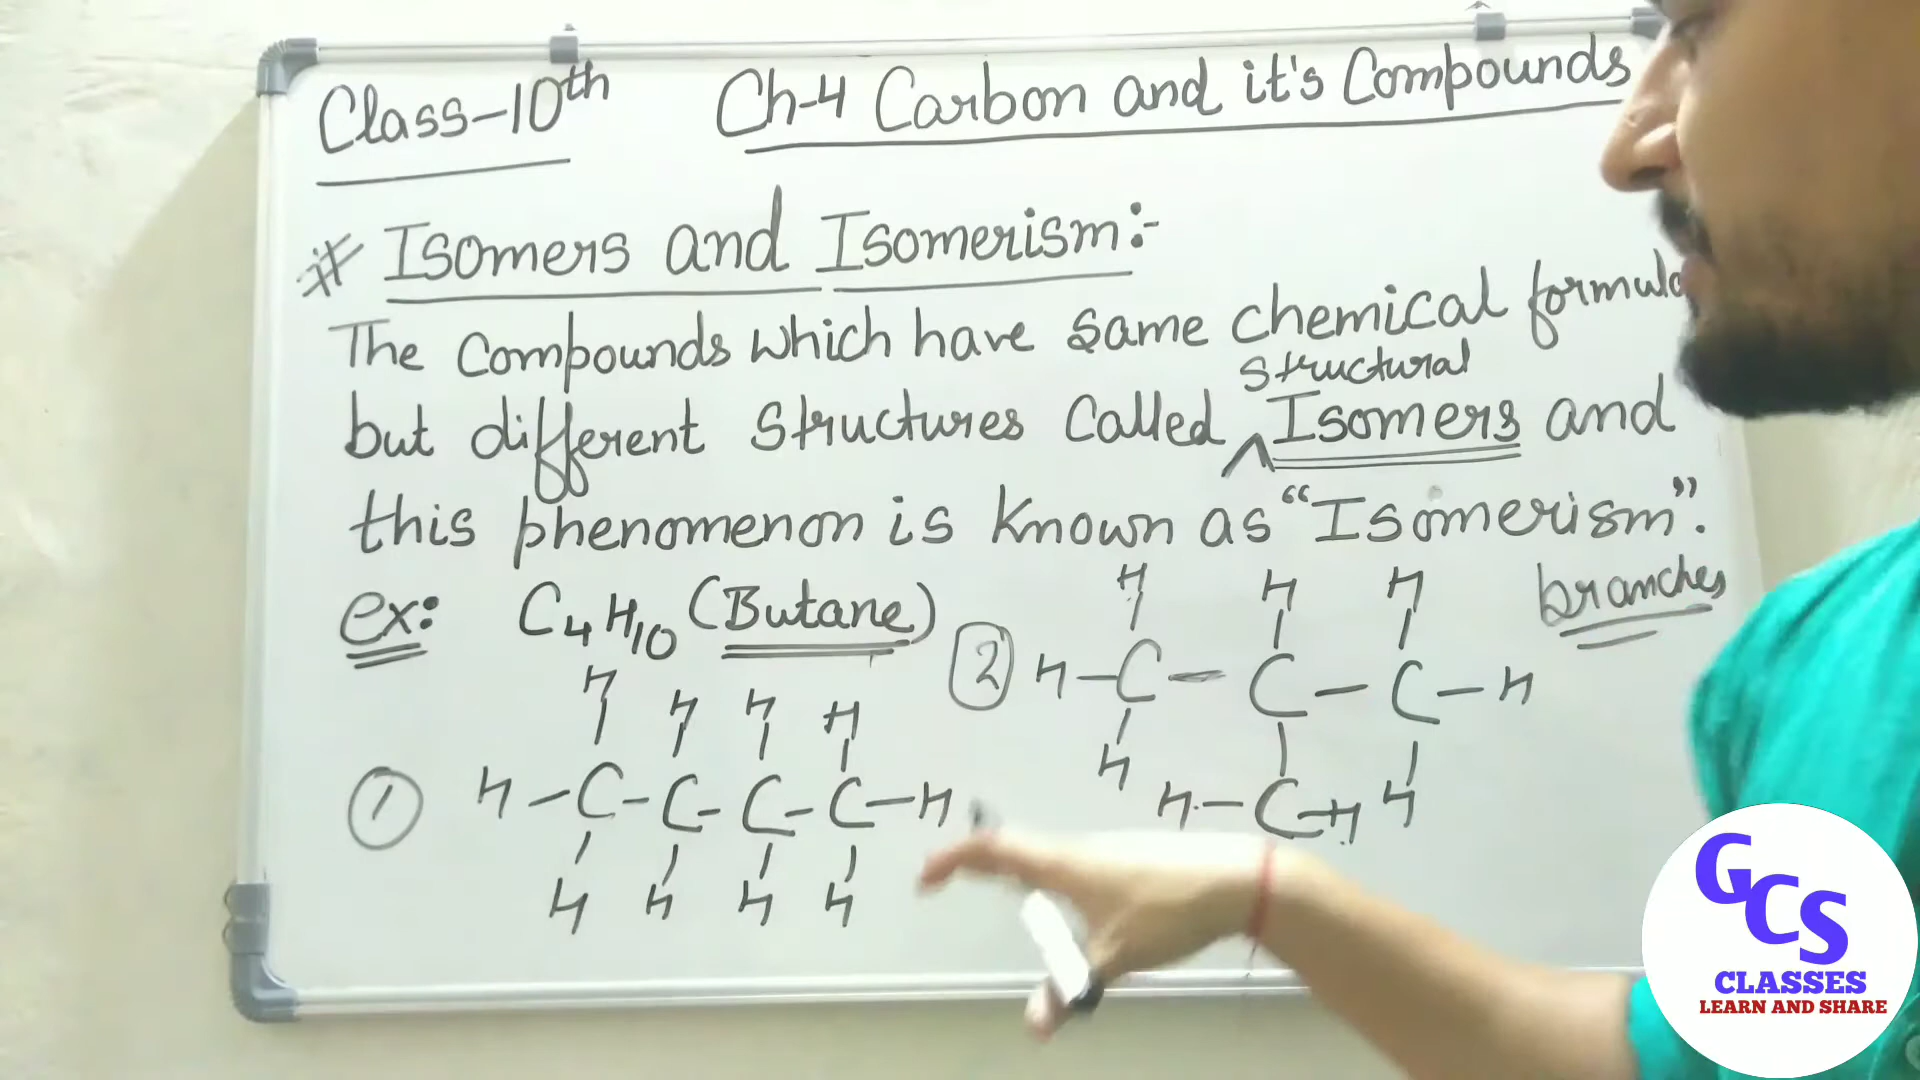 Class-10th Ch-4 Carbon and it's Compounds
# Isomers and Isomerism:-
The Compounds which have same chemical formula
but different Structures Called structural Isomers and
this phenomenon is known as "Isomerism".
ex: C4H10 (Butane)
branches
① 
H H H H
H-C-C-C-C-H
H H H H
②
H H H
H-C-C-C-H
H H
H-C-H
GCS
CLASSES
LEARN AND SHARE